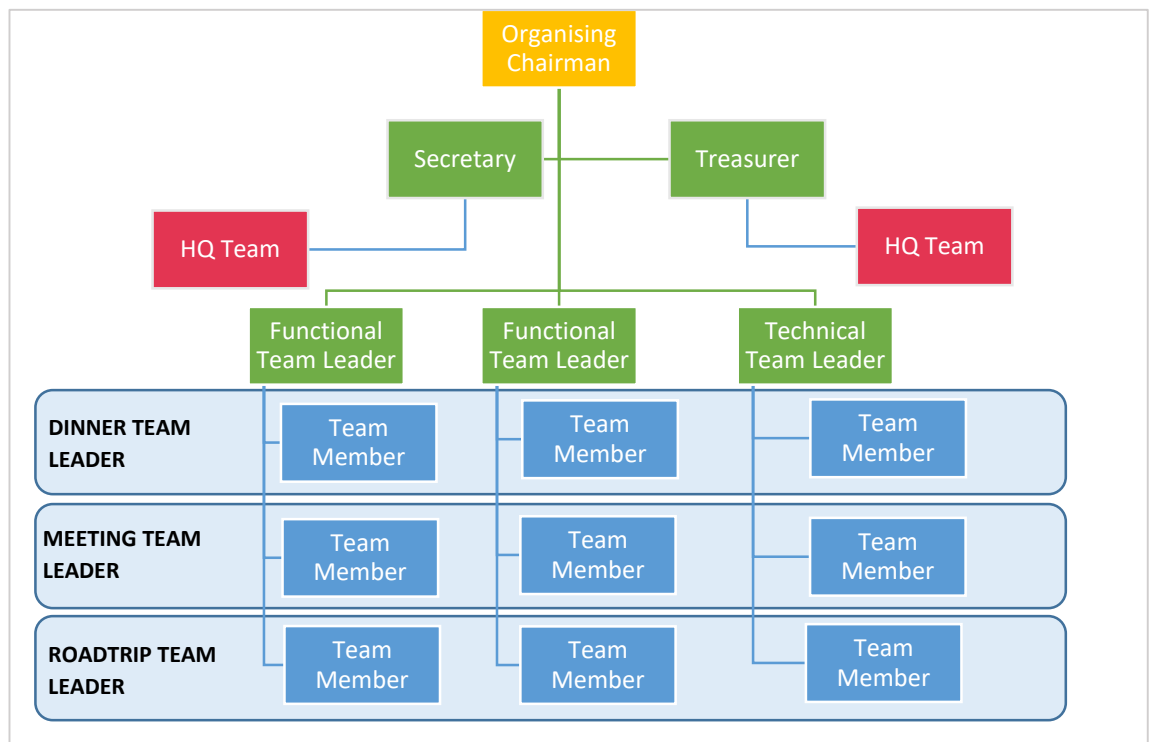 Organising
Chairman
Secretary
Treasurer
HQ Team
HQ Team
Functional
Team Leader
Functional
Team Leader
Technical
Team Leader
DINNER TEAM
LEADER
Team
Member
Team
Member
Team
Member
MEETING TEAM
LEADER
Team
Member
Team
Member
Team
Member
ROADTRIP TEAM
LEADER
Team
Member
Team
Member
Team
Member